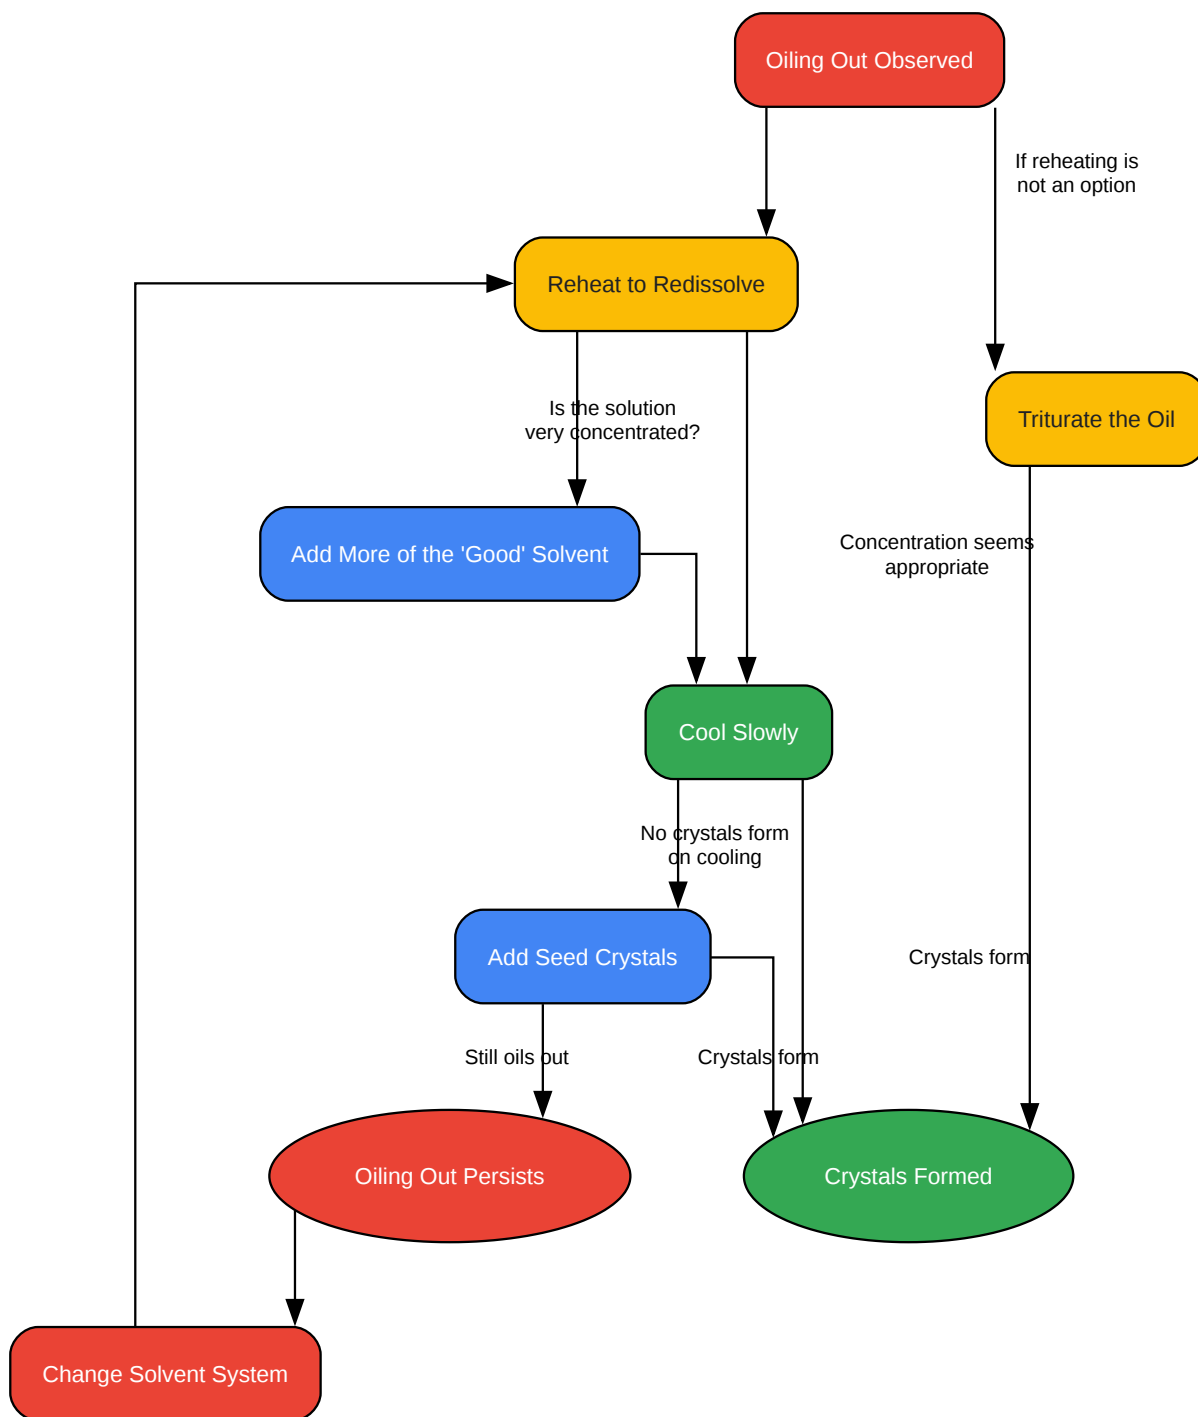 Oiling Out Observed
If reheating is
not an option
Reheat to Redissolve
Is the solution
very concentrated?
Triturate the Oil
Add More of the 'Good' Solvent
Concentration seems
appropriate
Cool Slowly
No crystals form
on cooling
Add Seed Crystals
Crystals form
Still oils out
Crystals form
Oiling Out Persists
Crystals Formed
Change Solvent System